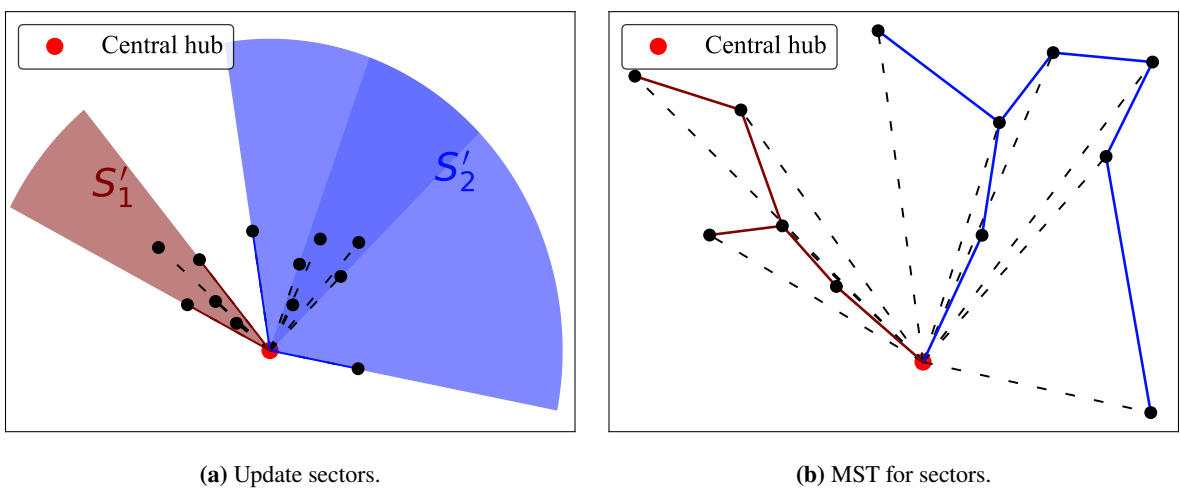 Central hub
S′₁
S′₂
(a) Update sectors.
Central hub
(b) MST for sectors.